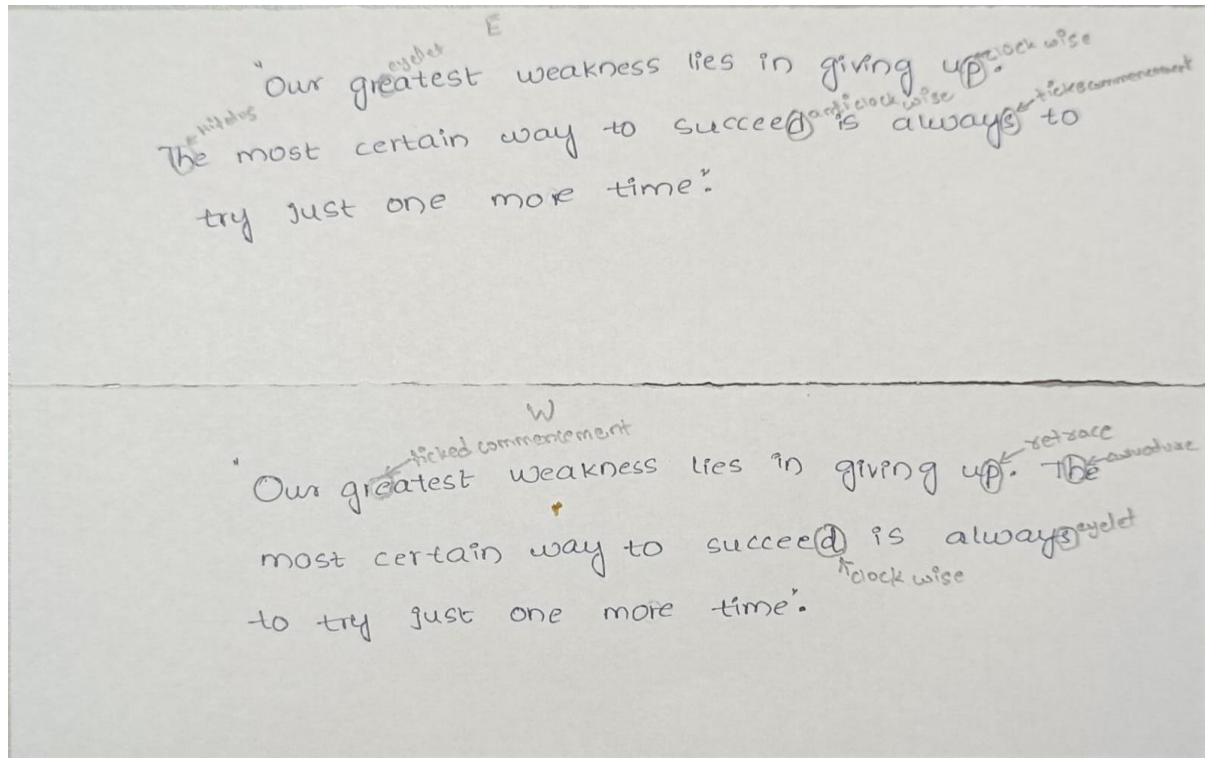 E
eyelet
"Our greatest weakness lies in giving up. clock wise
hitalus
The most certain way to succeed anticlock wise is always ticks commencement to
try just one more time."
W
ticked commencement
"Our greatest weakness lies in giving up. retrace The
most certain way to succeed is always eyelet
clock wise
to try just one more time".